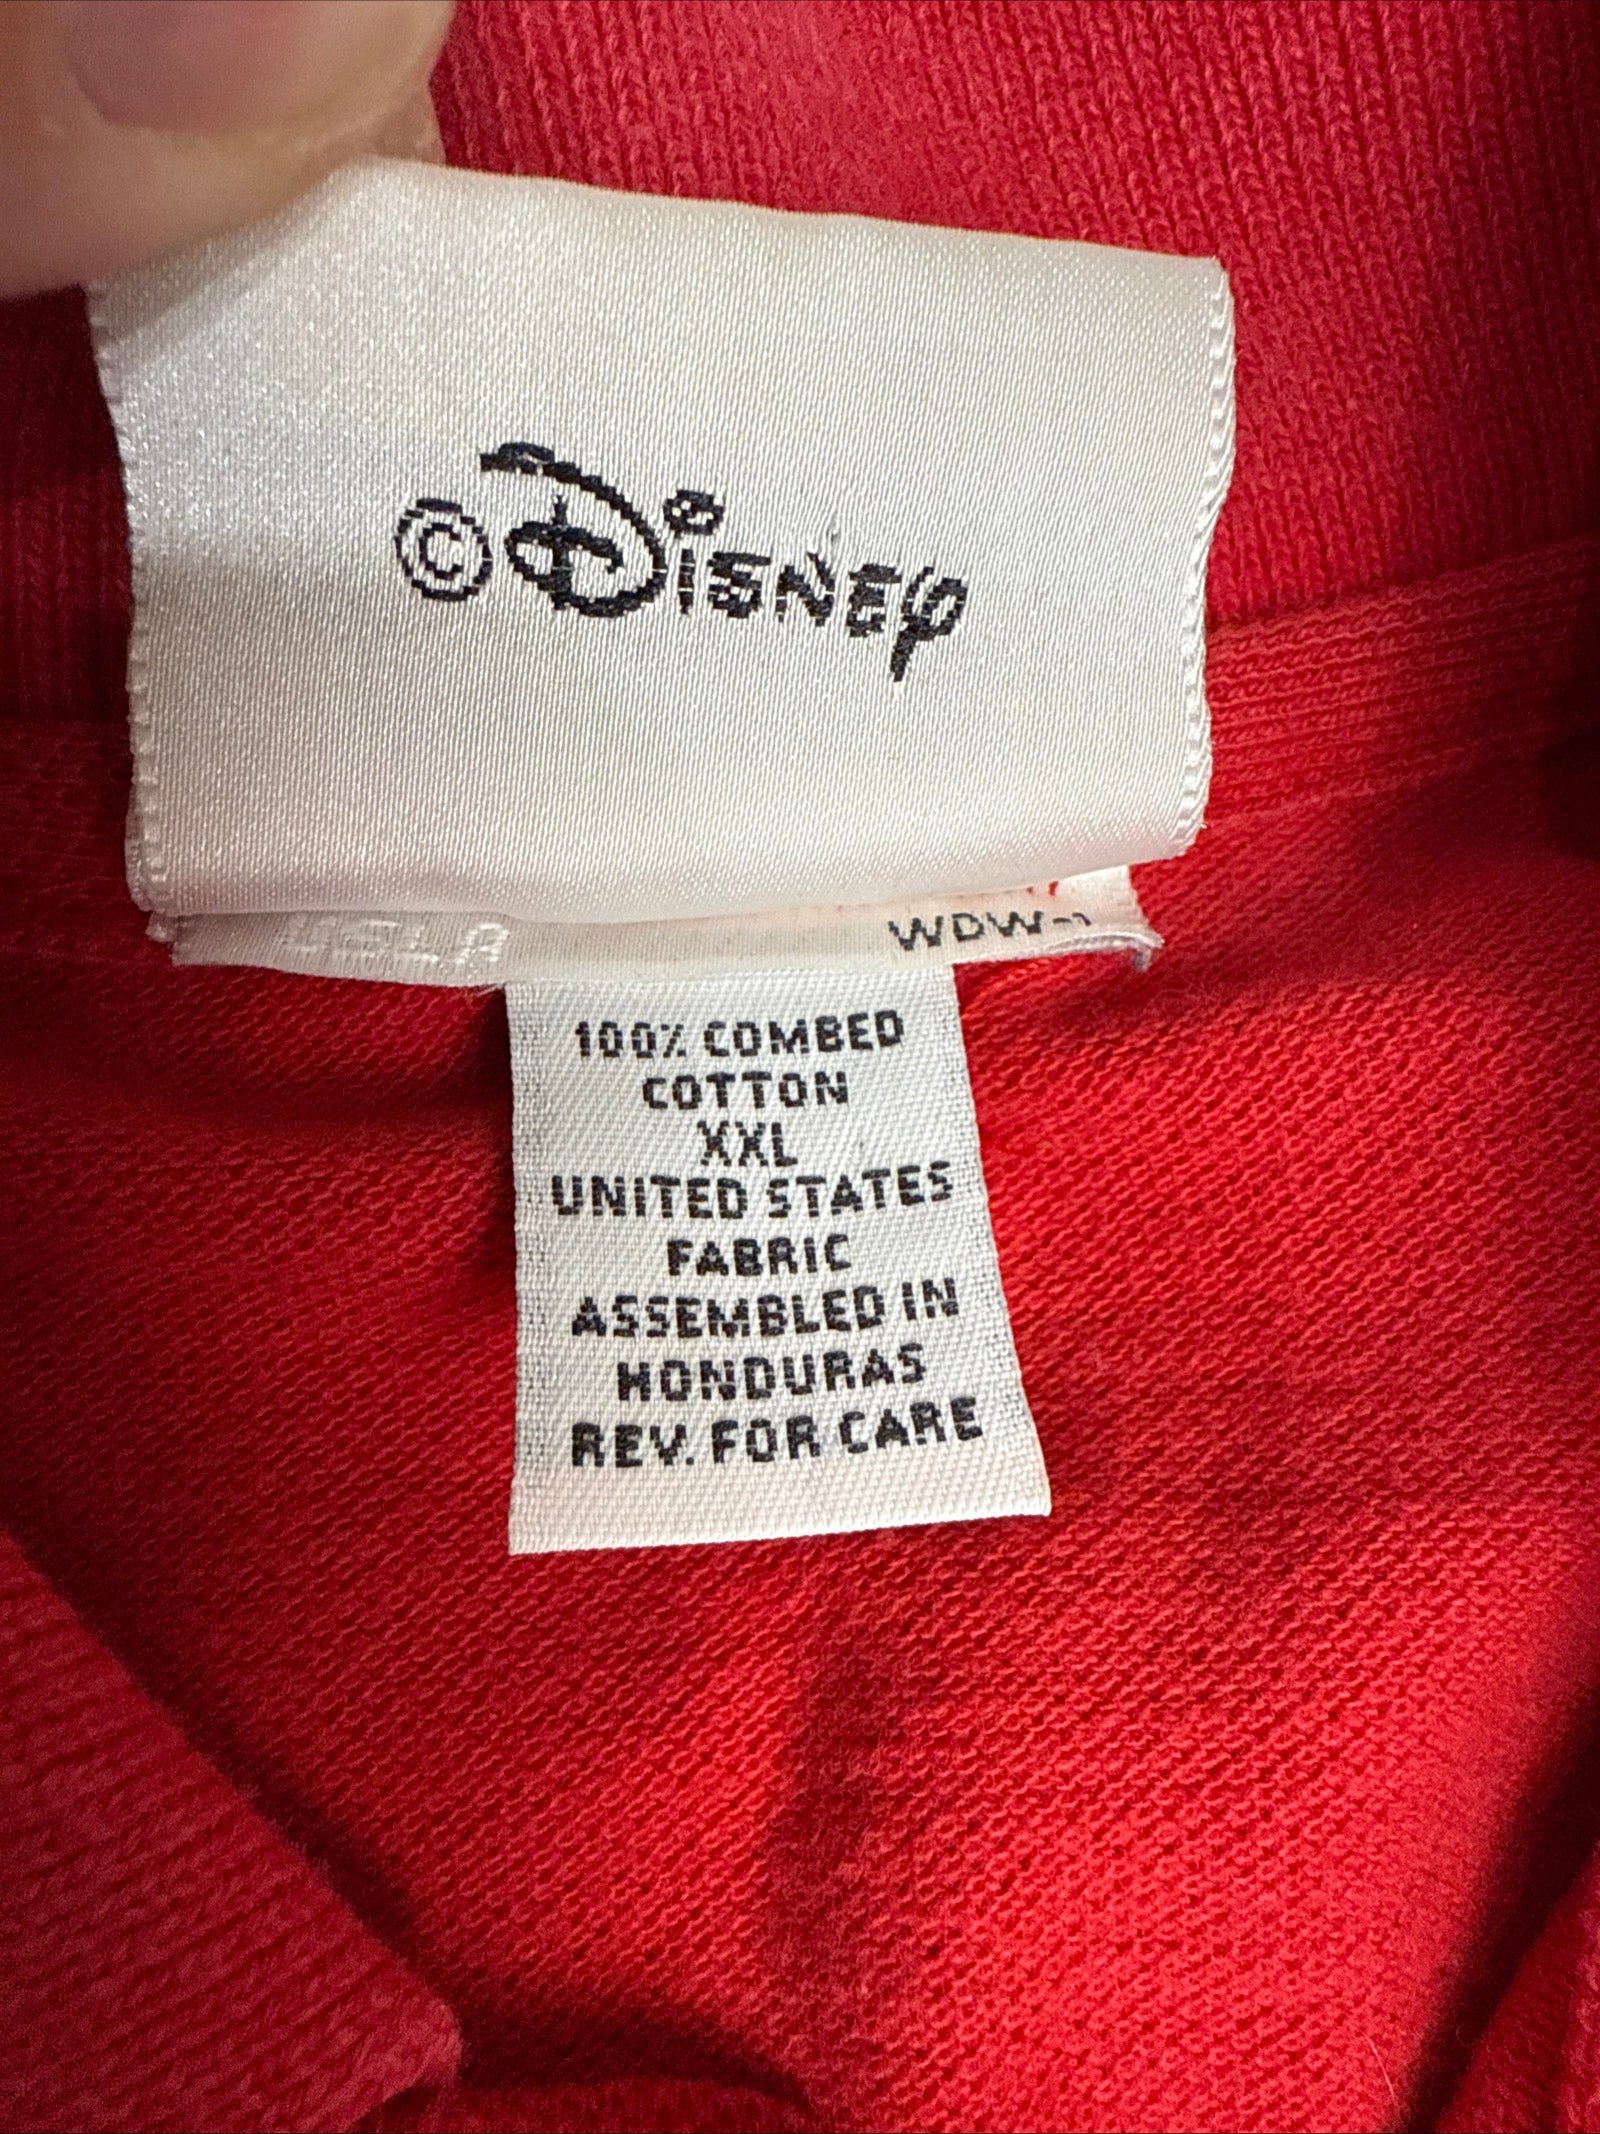 ©Disney
WDW-
100% COMBED
COTTON
XXL
UNITED STATES
FABRIC
ASSEMBLED IN
HONDURAS
REV. FOR CARE